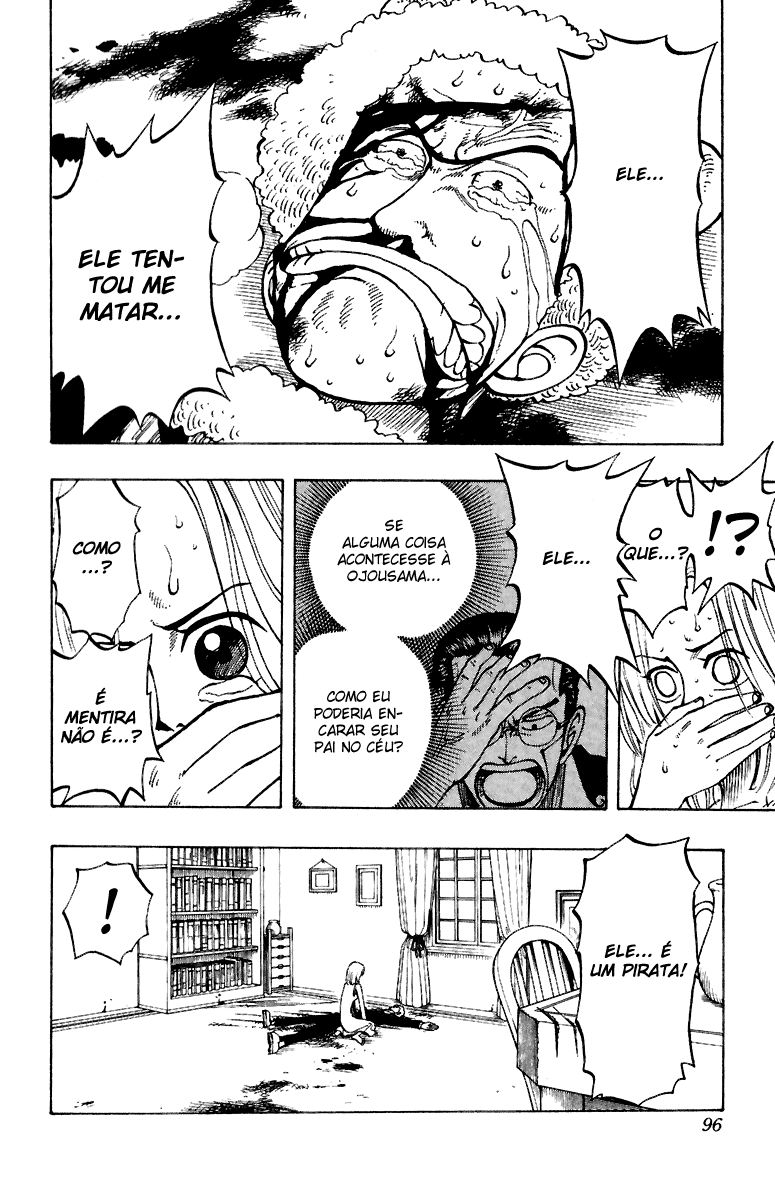 ELE...
ELE TEN-
TOU ME
MATAR...
O
QUE...?
!?
ELE...
SE
ALGUMA COISA
ACONTECESSE À
OJOUSAMA...
COMO EU
PODERIA EN-
CARAR SEU
PAI NO CÉU?
COMO
...?
É
MENTIRA
NÃO É...?
ELE... É
UM PIRATA!
!
96